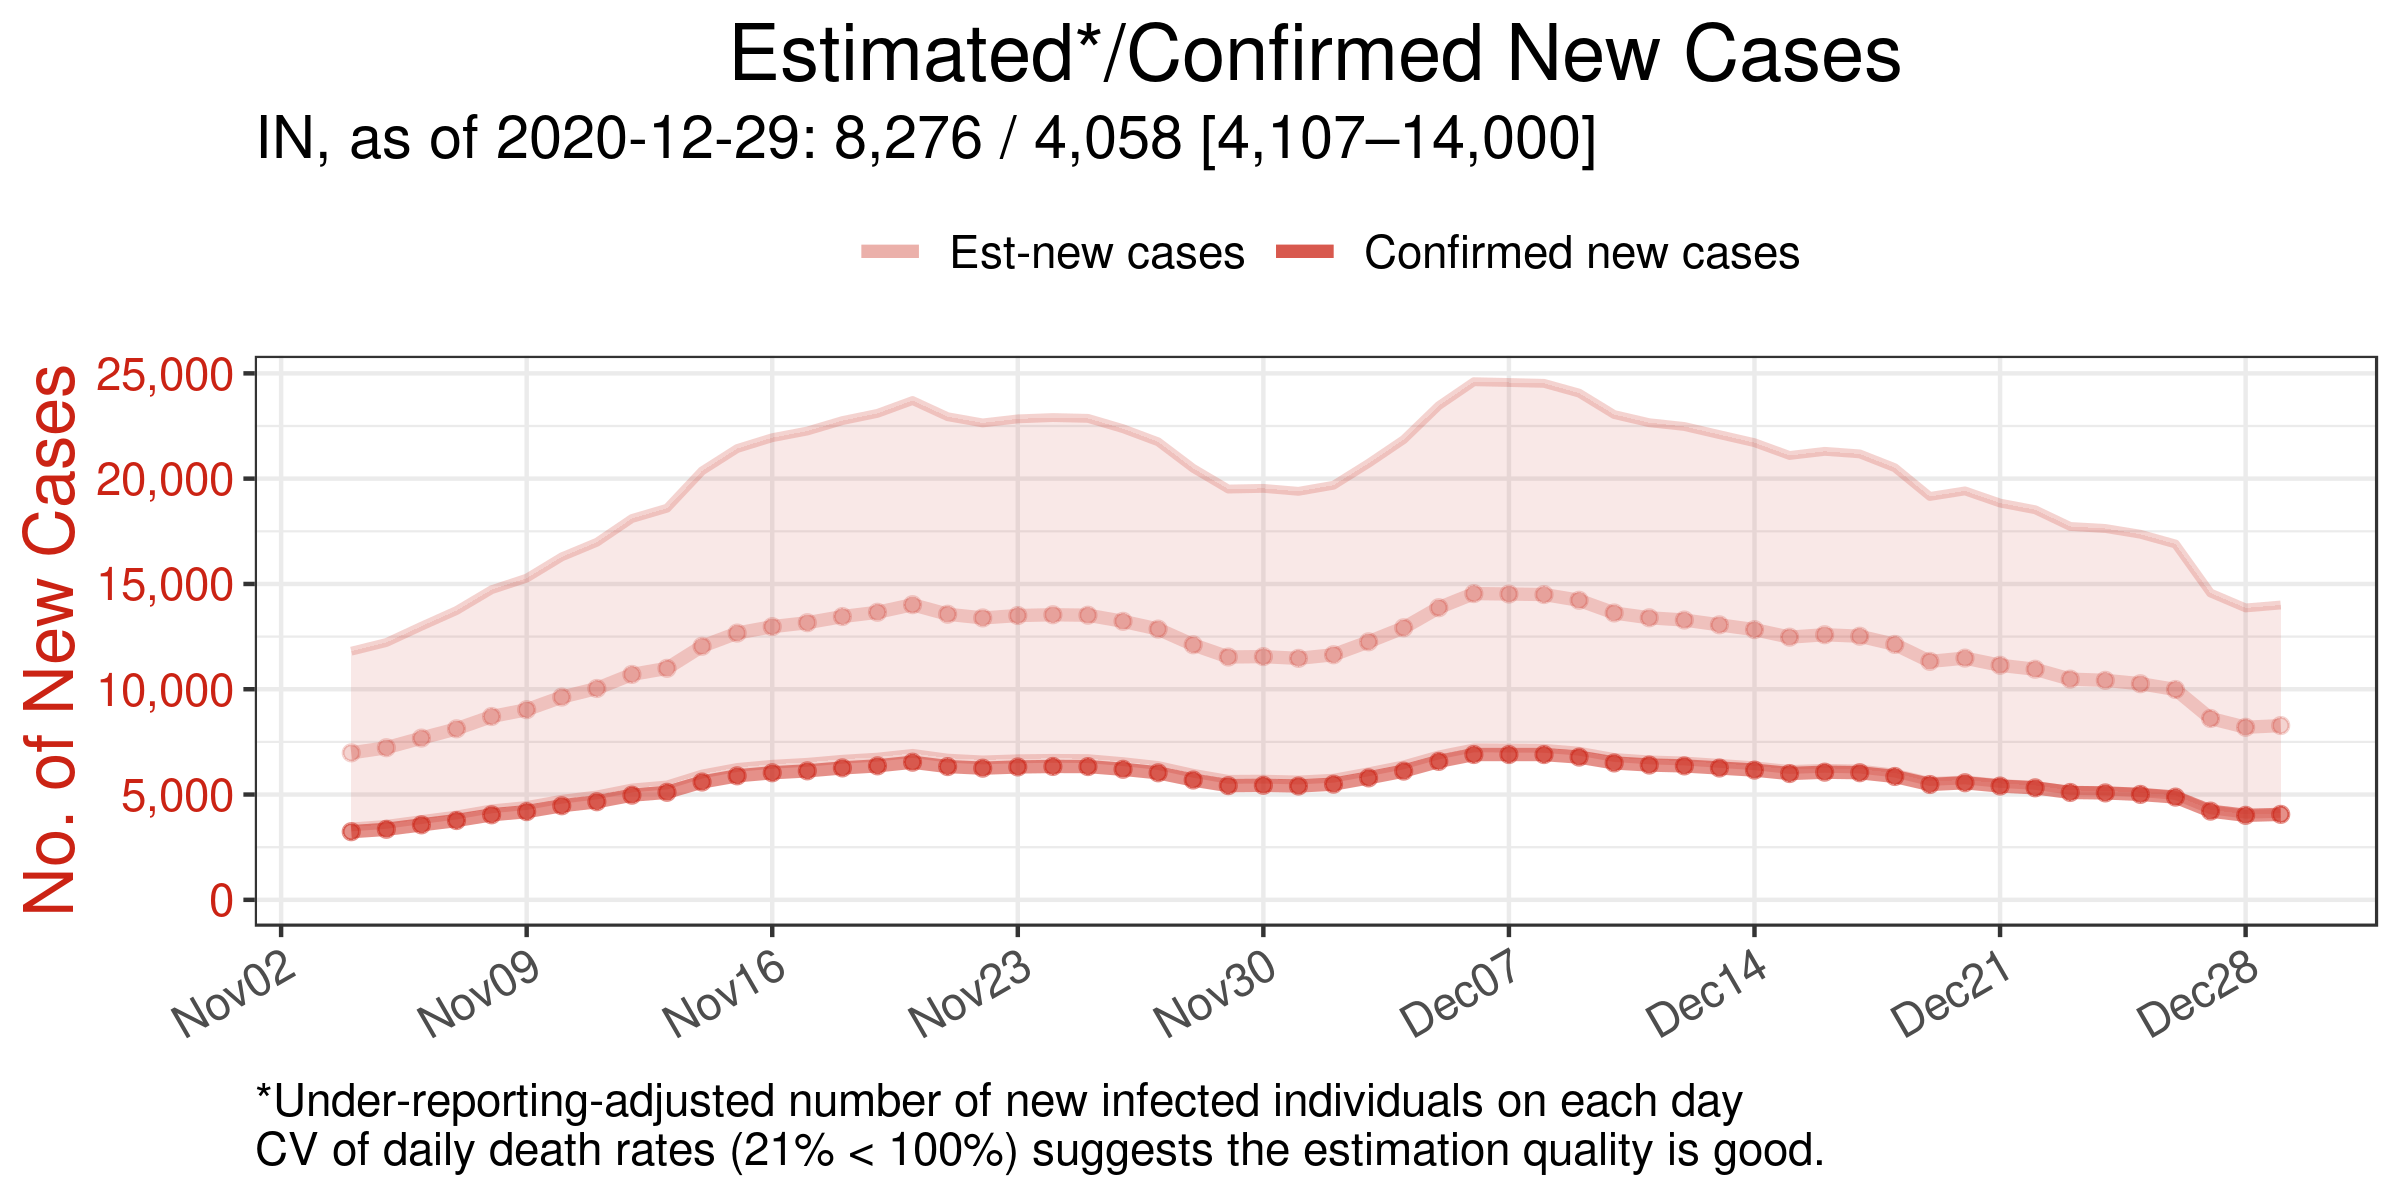 Estimated*/Confirmed New Cases
IN, as of 2020-12-29: 8,276 / 4,058 [4,107–14,000]
Est-new cases
Confirmed new cases
No. of New Cases
25,000
20,000
15,000
10,000
5,000
0
Nov02
Nov09
Nov16
Nov23
Nov30
Dec07
Dec14
Dec21
Dec28
*Under-reporting-adjusted number of new infected individuals on each day
CV of daily death rates (21% < 100%) suggests the estimation quality is good.